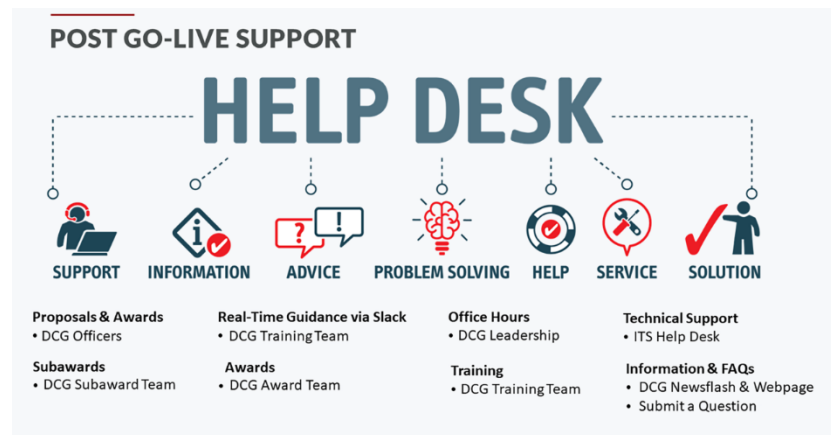 POST GO-LIVE SUPPORT
HELP DESK
SUPPORT
INFORMATION
ADVICE
PROBLEM SOLVING
HELP
SERVICE
SOLUTION
Proposals & Awards
• DCG Officers
Subawards
• DCG Subaward Team
Real-Time Guidance via Slack
• DCG Training Team
Awards
• DCG Award Team
Office Hours
• DCG Leadership
Training
• DCG Training Team
Technical Support
• ITS Help Desk
Information & FAQs
• DCG Newsflash & Webpage
• Submit a Question